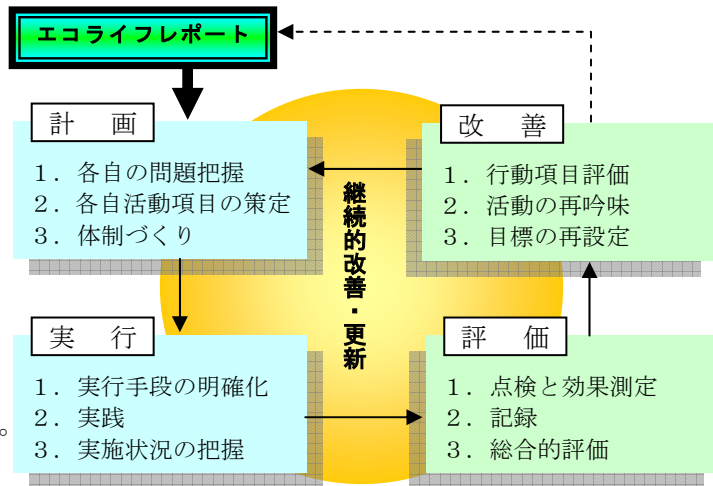 エコライフレポート
計　画
１．各自の問題把握
２．各自活動項目の策定
３．体制づくり
改　善
１．行動項目評価
２．活動の再吟味
３．目標の再設定
継続的改善・更新
実　行
１．実行手段の明確化
２．実践
３．実施状況の把握
評　価
１．点検と効果測定
２．記録
３．総合的評価
。